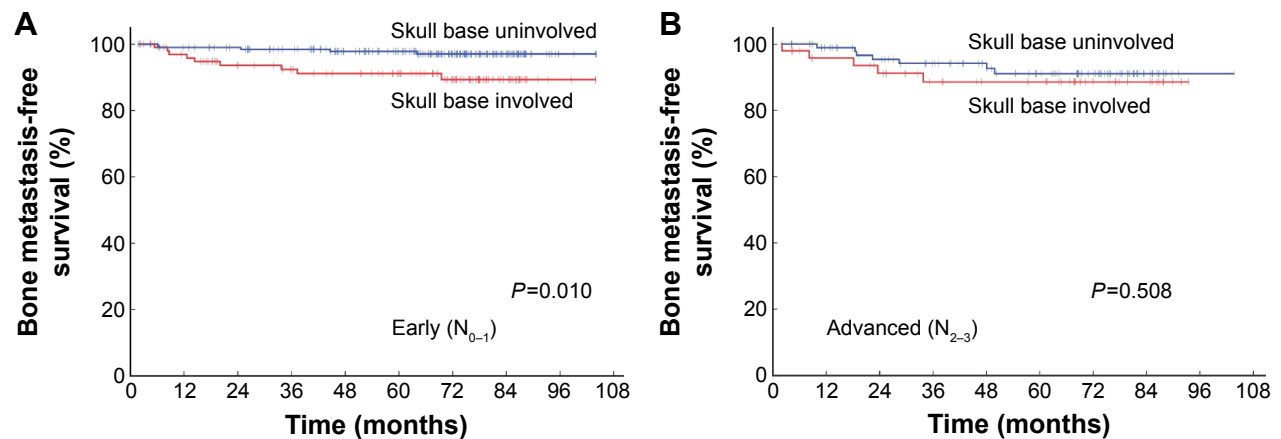 A
Bone metastasis-free
survival (%)
100
80
60
40
20
0
Skull base uninvolved
Skull base involved
P=0.010
Early (N0–1)
0 12 24 36 48 60 72 84 96 108
Time (months)
B
Bone metastasis-free
survival (%)
100
80
60
40
20
0
Skull base uninvolved
Skull base involved
P=0.508
Advanced (N2–3)
0 12 24 36 48 60 72 84 96 108
Time (months)